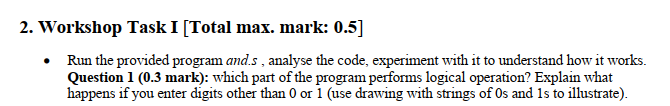 2. Workshop Task I [Total max. mark: 0.5]
• Run the provided program and.s , analyse the code, experiment with it to understand how it works.
Question 1 (0.3 mark): which part of the program performs logical operation? Explain what
happens if you enter digits other than 0 or 1 (use drawing with strings of 0s and 1s to illustrate).